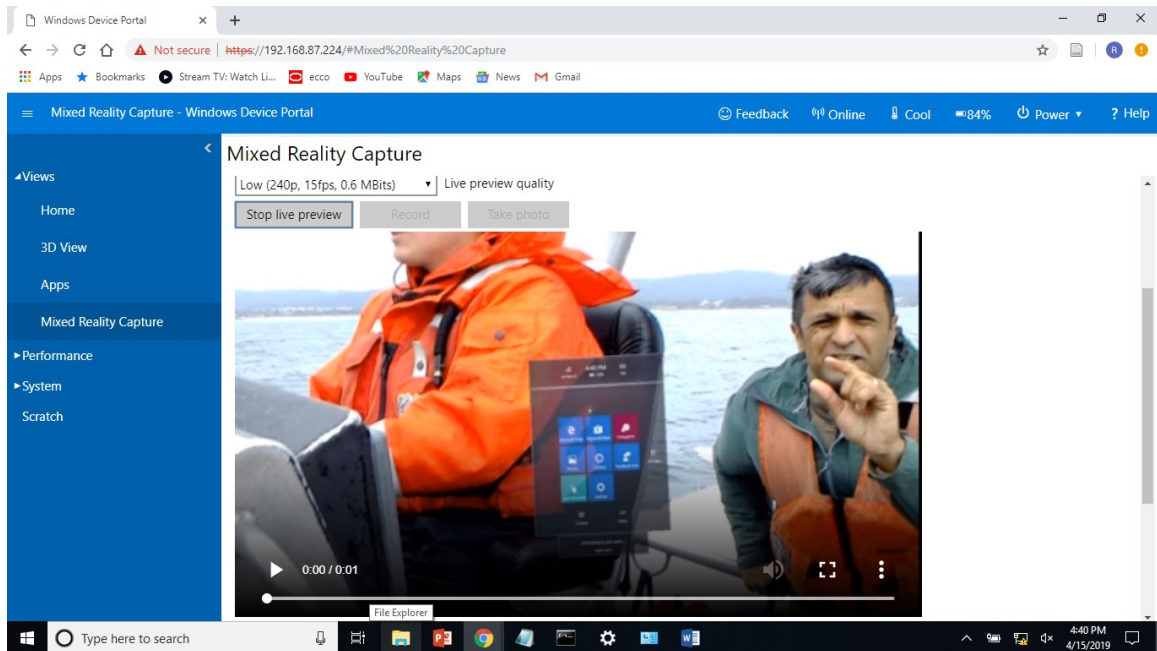 Windows Device Portal
Not secure | https://192.168.87.224/#Mixed%20Reality%20Capture
R
Apps Bookmarks Stream TV: Watch Li... ecco YouTube Maps News Gmail
Mixed Reality Capture - Windows Device Portal Feedback Online Cool 84% Power Help
Mixed Reality Capture
Views
Low (240p, 15fps, 0.6 MBits) Live preview quality
Home
Stop live preview Record Take photo
3D View
Apps
Mixed Reality Capture
Performance
System
Scratch
4:40 PM
0:00 / 0:01
File Explorer
Type here to search
4:40 PM
4/15/2019